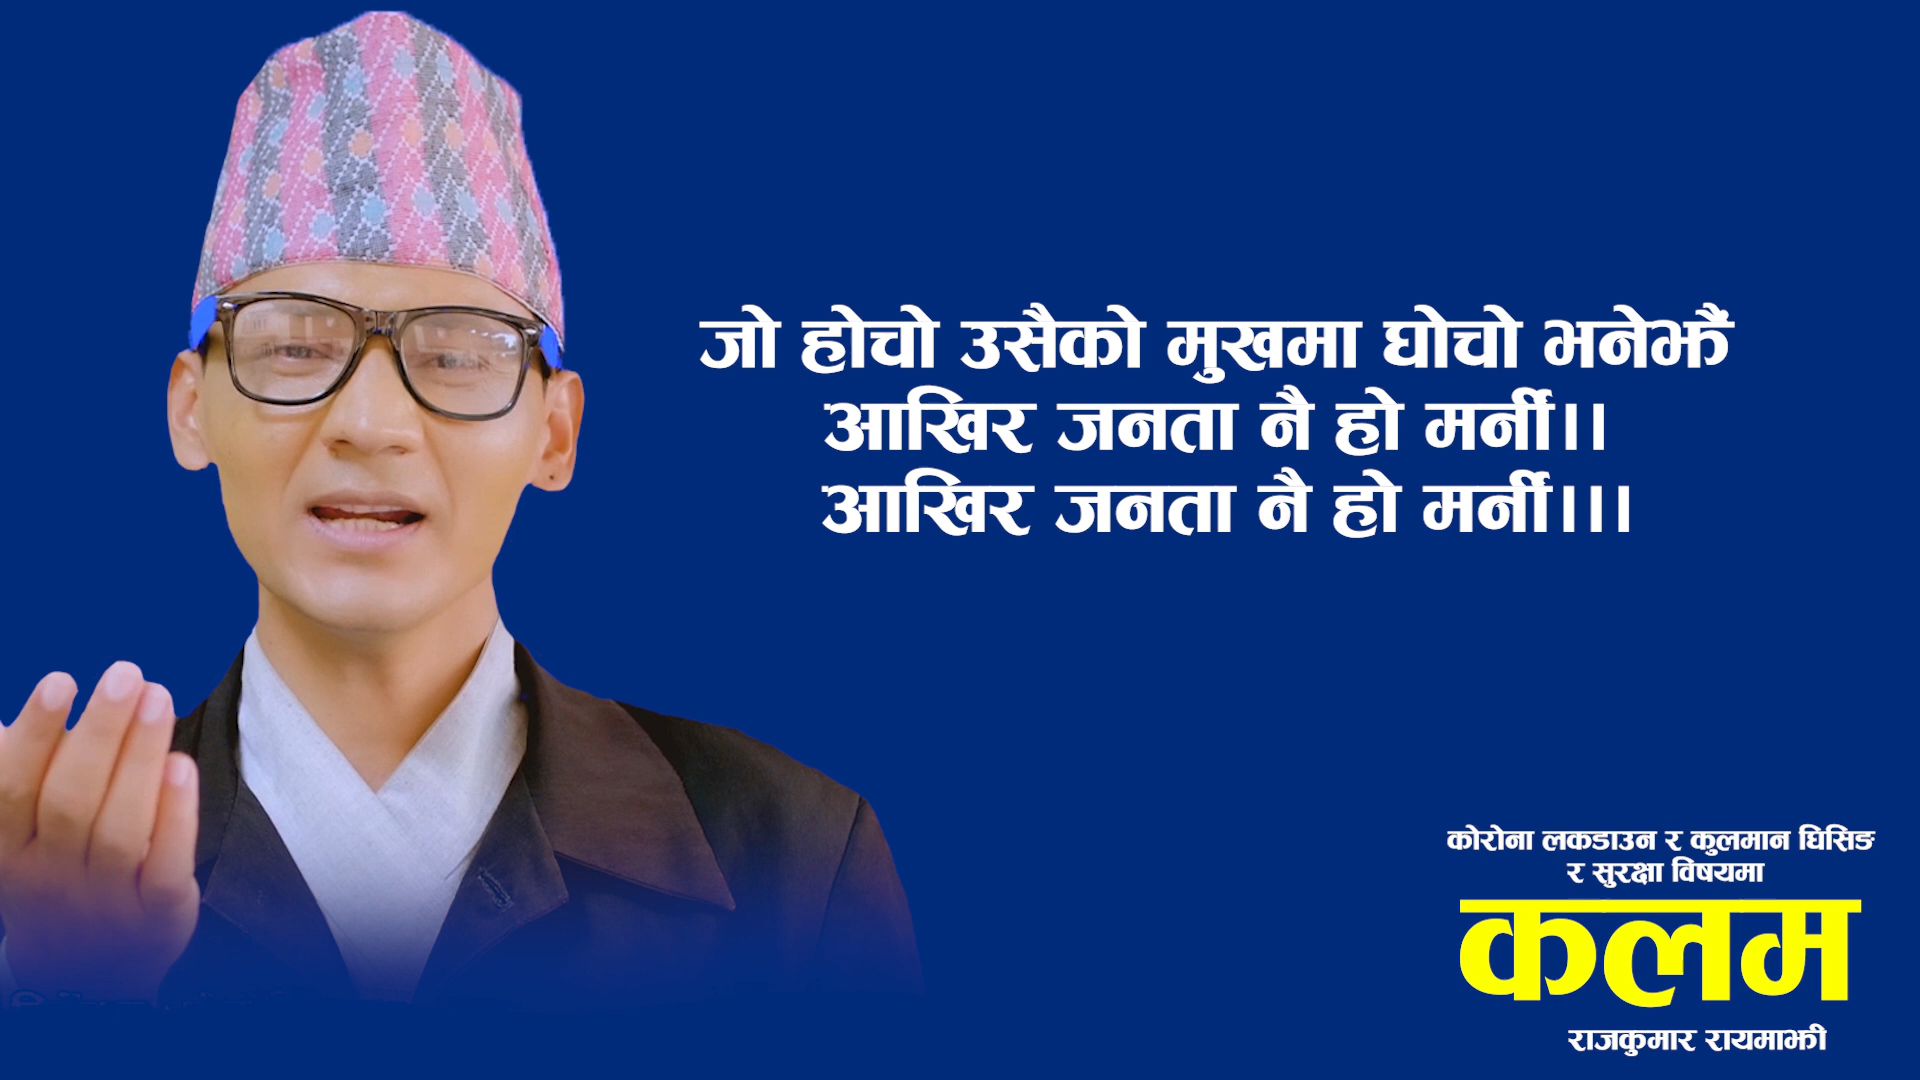 जो होचो उसैको मुखमा घोचो भनेझैं
आखिर जनता नै हो मर्नी।।
आखिर जनता नै हो मर्नी।।।
कोरोना लकडाउन र कुलमान घिसिङ
र सुरक्षा विषयमा
कलम
राजकुमार रायमाझी